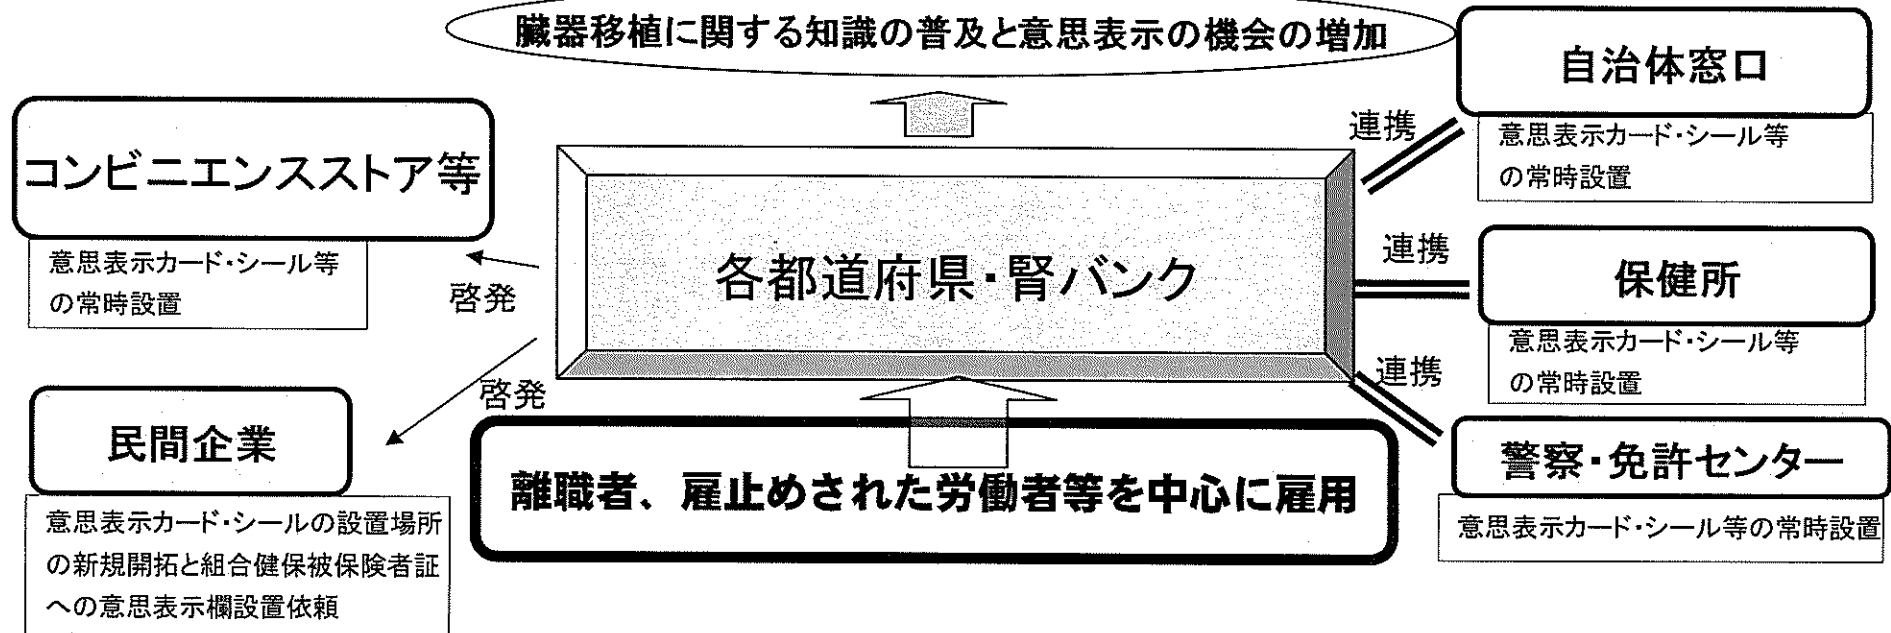 臓器移植に関する知識の普及と意思表示の機会の増加
自治体窓口
連携
意思表示カード・シール等
の常時設置
コンビニエンスストア等
意思表示カード・シール等
の常時設置
啓発
各都道府県・腎バンク
連携
保健所
意思表示カード・シール等
の常時設置
啓発
連携
民間企業
意思表示カード・シールの設置場所
の新規開拓と組合健保被保険者証
への意思表示欄設置依頼
離職者、雇止めされた労働者等を中心に雇用
警察・免許センター
意思表示カード・シール等の常時設置